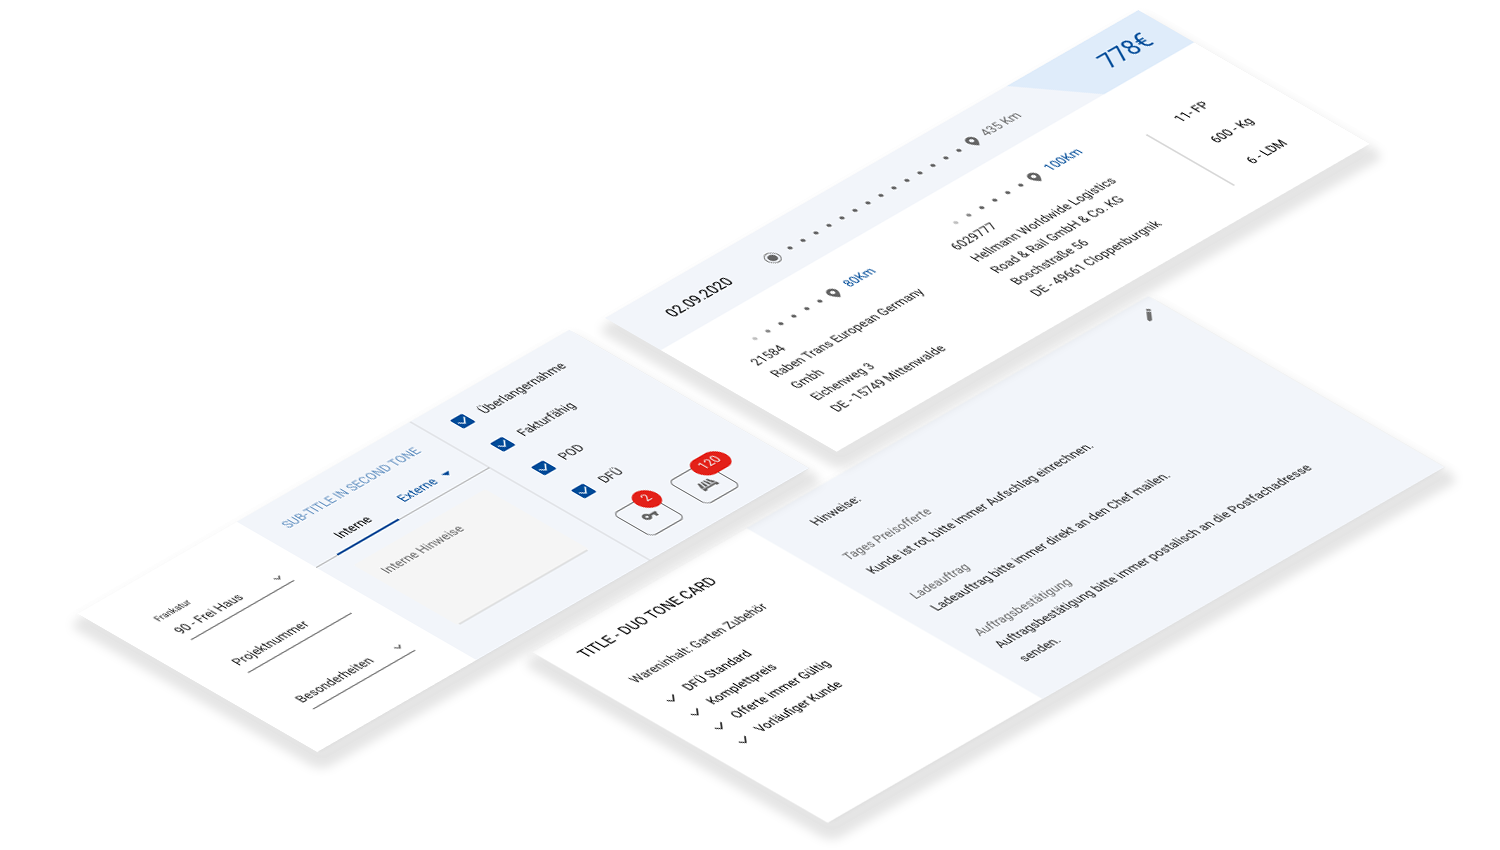 778€
02.09.2020
435 Km
80Km
21584
Raben Trans European Germany
Gmbh
Eichenweg 3
DE - 15749 Mittenwalde
100Km
6029777
Hellmann Worldwide Logistics
Road & Rail GmbH & Co. KG
Boschstraße 56
DE - 49661 Cloppenburgnik
11- FP
600 - Kg
6 - LDM
Frankatur
90 - Frei Haus
Projektnummer
Besonderheiten
SUB-TITLE IN SECOND TONE
Interne
Externe
Interne Hinweise
Überlangernahme
Fakturfähig
POD
DFÜ
2
120
TITLE - DUO TONE CARD
Wareninhalt: Garten Zubehör
DFÜ Standard
Komplettpreis
Offerte immer Gültig
Vorläufiger Kunde
Hinweise:
Tages Preisofferte
Kunde ist rot, bitte immer Aufschlag einrechnen.
Ladeauftrag
Ladeauftrag bitte immer direkt an den Chef mailen.
Auftragsbestätigung
Auftragsbestätigung bitte immer postalisch an die Postfachadresse
senden.